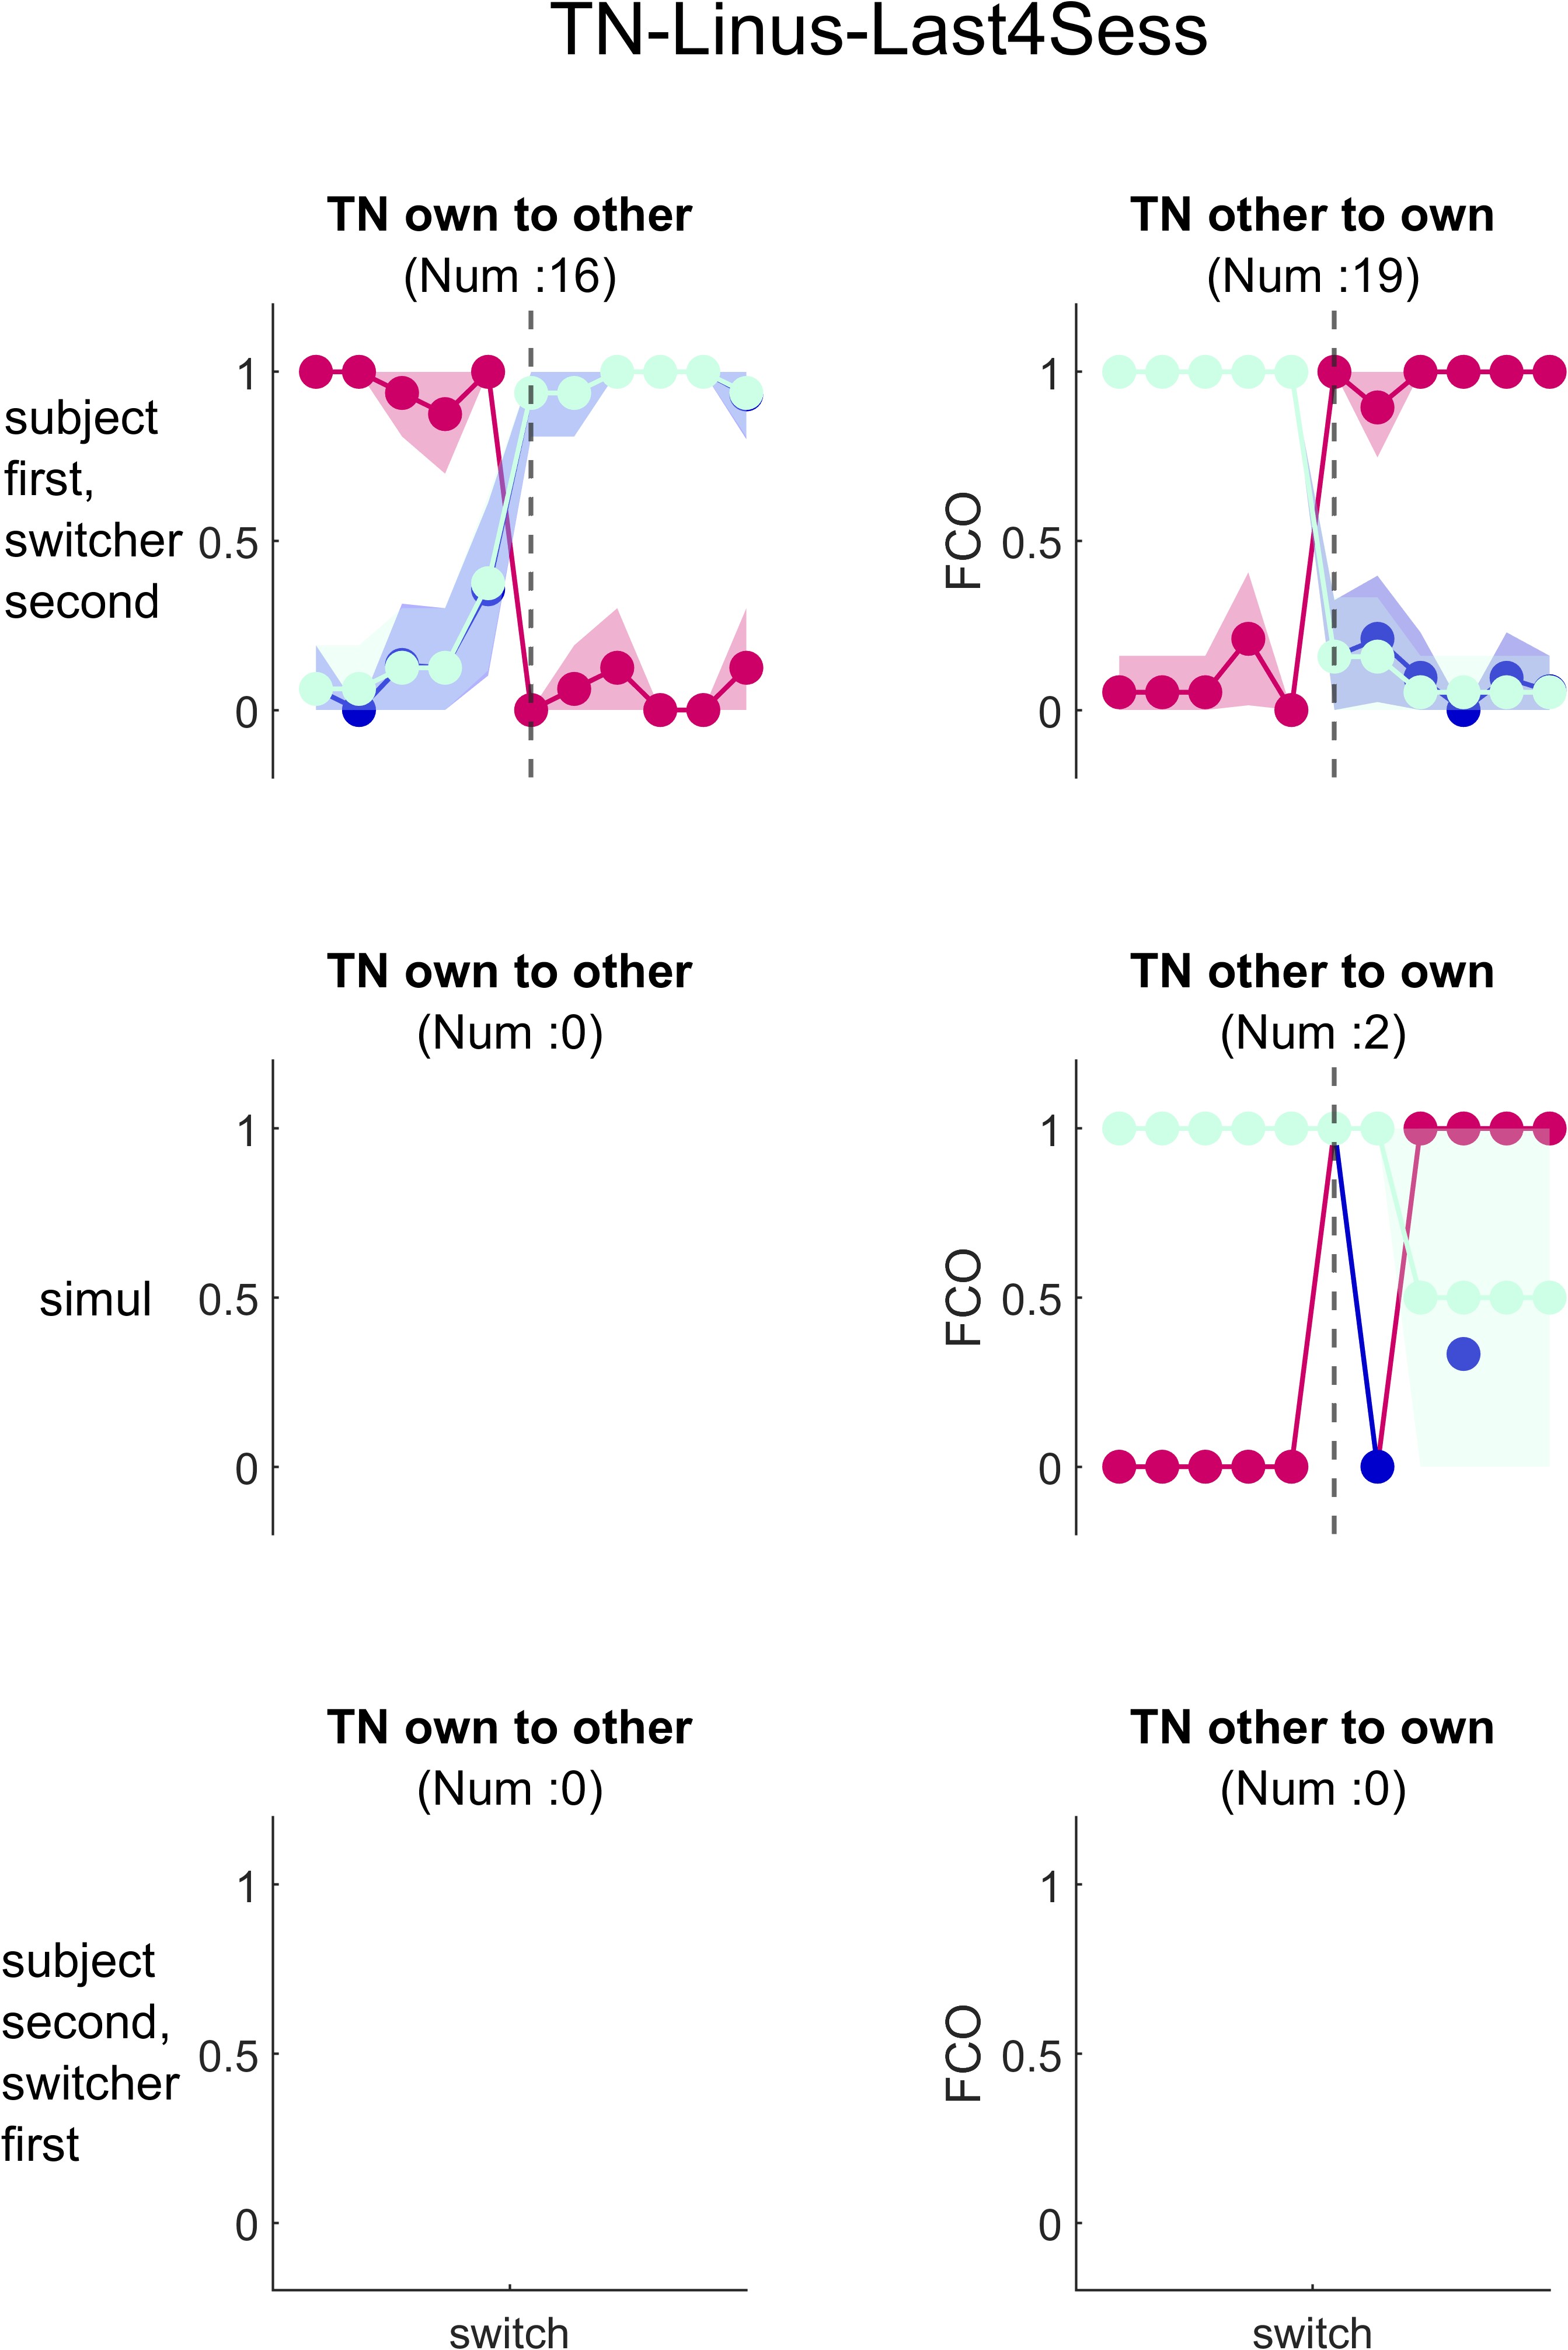 TN-Linus-Last4Sess
TN own to other
(Num :16)
TN other to own
(Num :19)
subject
first,
switcher
second
1
0.5
0
FCO
1
0.5
0
TN own to other
(Num :0)
TN other to own
(Num :2)
simul
1
0.5
0
FCO
1
0.5
0
TN own to other
(Num :0)
TN other to own
(Num :0)
subject
second,
switcher
first
1
0.5
0
switch
FCO
1
0.5
0
switch